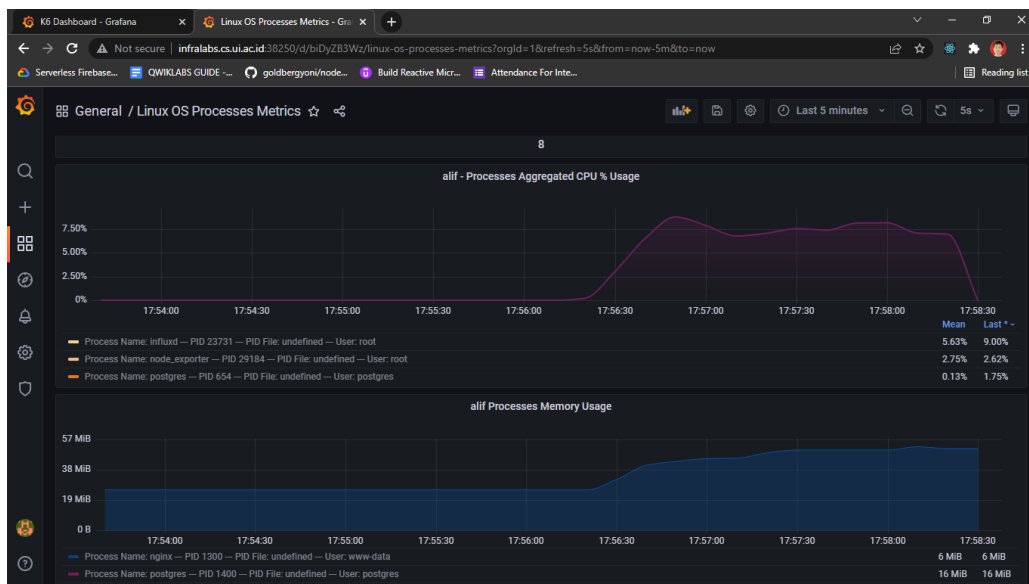 K6 Dashboard - Grafana
Linux OS Processes Metrics - Gra
Not secure | infralabs.cs.ui.ac.id:38250/d/biDyZB3Wz/linux-os-processes-metrics?orgId=1&refresh=5s&from=now-5m&to=now
Serverless Firebase... QWIKLABS GUIDE -... goldbergyoni/node... Build Reactive Micr... Attendance For Inte... Reading list
General / Linux OS Processes Metrics Last 5 minutes 5s
8
alif - Processes Aggregated CPU % Usage
7.50%
5.00%
2.50%
0%
17:54:00 17:54:30 17:55:00 17:55:30 17:56:00 17:56:30 17:57:00 17:57:30 17:58:00 17:58:30
Mean Last *
Process Name: influxd — PID 23731 — PID File: undefined — User: root 5.63% 9.00%
Process Name: node_exporter — PID 29184 — PID File: undefined — User: root 2.75% 2.62%
Process Name: postgres — PID 654 — PID File: undefined — User: postgres 0.13% 1.75%
alif Processes Memory Usage
57 MiB
38 MiB
19 MiB
0 B
17:54:00 17:54:30 17:55:00 17:55:30 17:56:00 17:56:30 17:57:00 17:57:30 17:58:00 17:58:30
Process Name: nginx — PID 1300 — PID File: undefined — User: www-data 6 MiB 6 MiB
Process Name: postgres — PID 1400 — PID File: undefined — User: postgres 16 MiB 16 MiB